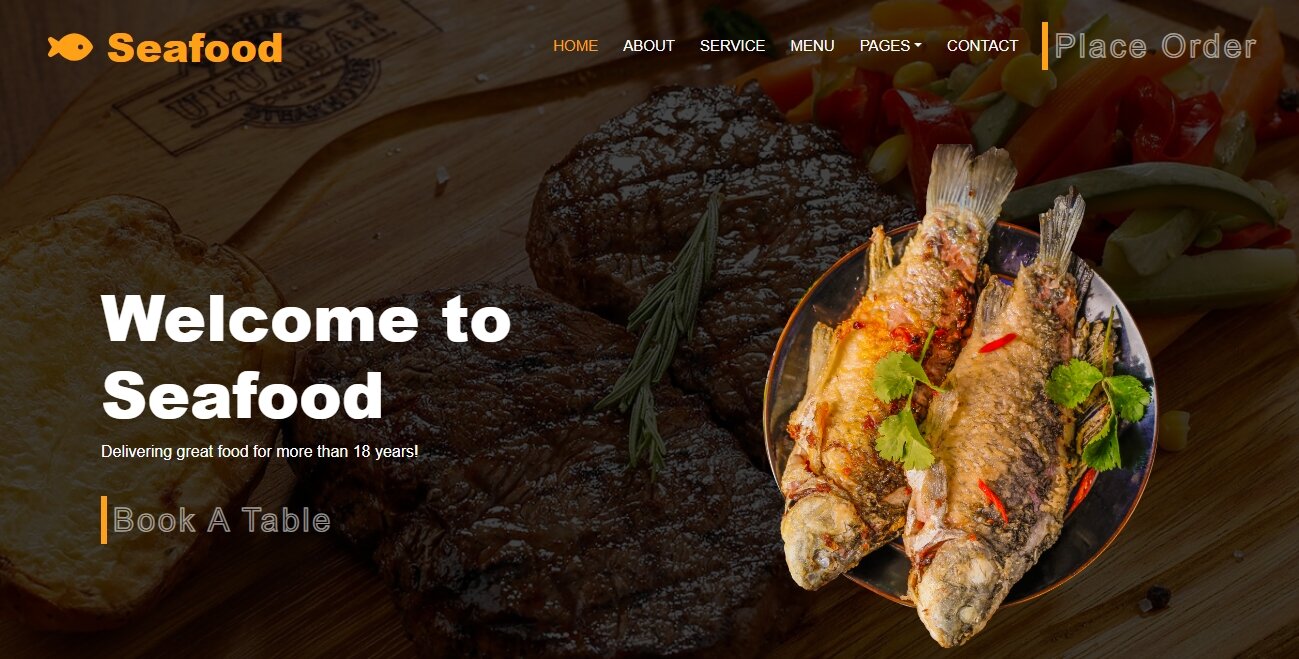 Seafood
HOME ABOUT SERVICE MENU PAGES CONTACT
Place Order
Welcome to
Seafood
Delivering great food for more than 18 years!
Book A Table